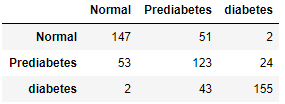 Normal Prediabetes diabetes
Normal 147 51 2
Prediabetes 53 123 24
diabetes 2 43 155